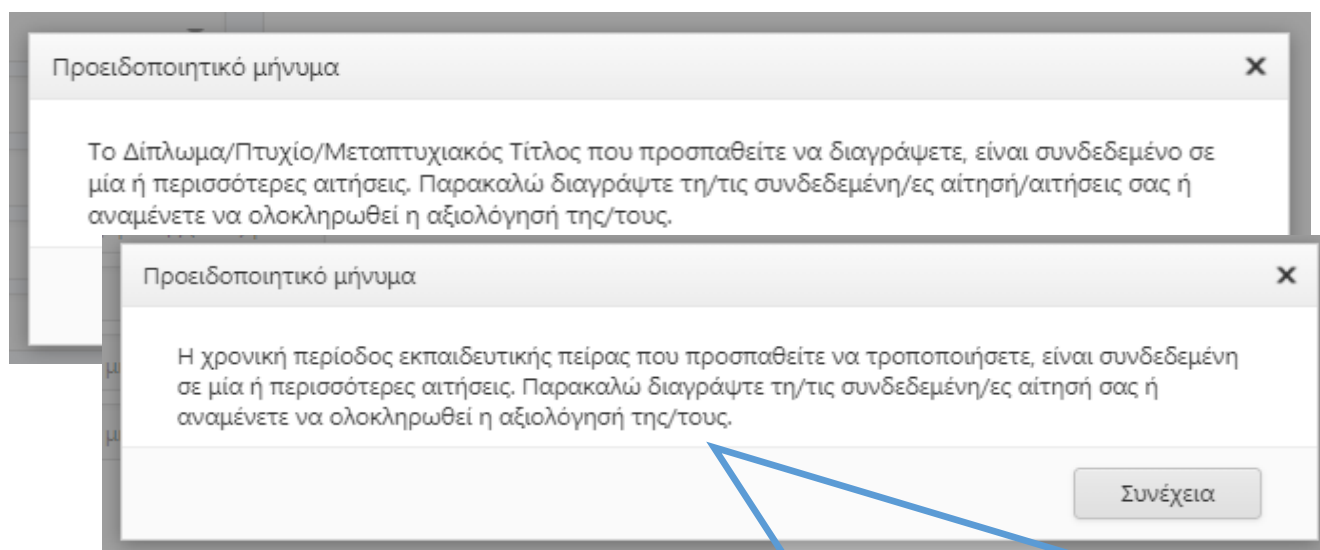 Προειδοποιητικό μήνυμα
Το Δίπλωμα/Πτυχίο/Μεταπτυχιακός Τίτλος που προσπαθείτε να διαγράψετε, είναι συνδεδεμένο σε
μία ή περισσότερες αιτήσεις. Παρακαλώ διαγράψτε τη/τις συνδεδεμένη/ες αίτησή/αιτήσεις σας ή
αναμένετε να ολοκληρωθεί η αξιολόγησή της/τους.
Προειδοποιητικό μήνυμα
Η χρονική περίοδος εκπαιδευτικής πείρας που προσπαθείτε να τροποποιήσετε, είναι συνδεδεμένη
σε μία ή περισσότερες αιτήσεις. Παρακαλώ διαγράψτε τη/τις συνδεδεμένη/ες αίτησή σας ή
αναμένετε να ολοκληρωθεί η αξιολόγησή της/τους.
Συνέχεια